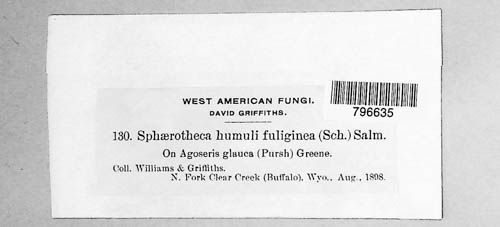 WEST AMERICAN FUNGI.
DAVID GRIFFITHS.
796635
130. Sphærotheca humuli fuliginea (Sch.) Salm.
On Agoseris glauca (Pursh) Greene.
Coll. Williams & Griffiths.
N. Fork Clear Creek (Buffalo), Wyo., Aug., 1898.